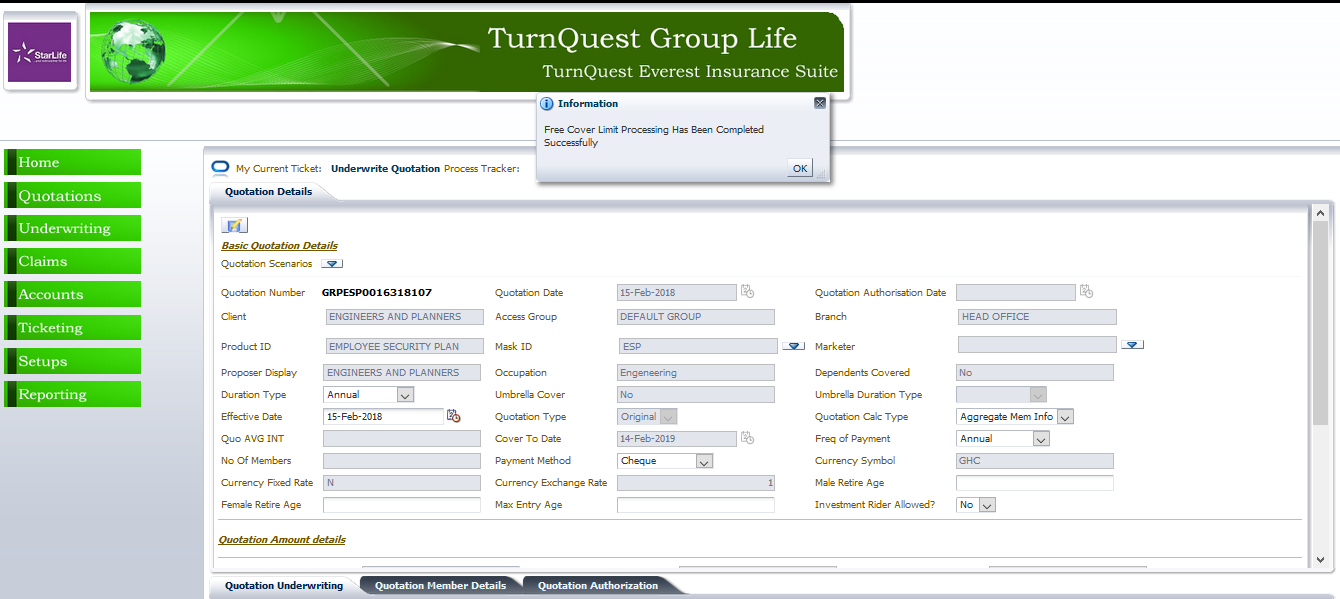 StarLife
TurnQuest Group Life
TurnQuest Everest Insurance Suite
Information
Free Cover Limit Processing Has Been Completed
Successfully
OK
Home
Quotations
Underwriting
Claims
Accounts
Ticketing
Setups
Reporting
My Current Ticket: Underwrite Quotation Process Tracker:
Quotation Details
Basic Quotation Details
Quotation Scenarios
Quotation Number GRPESP0016318107 Quotation Date 15-Feb-2018 Quotation Authorisation Date
Client ENGINEERS AND PLANNERS Access Group DEFAULT GROUP Branch HEAD OFFICE
Product ID EMPLOYEE SECURITY PLAN Mask ID ESP Marketer
Proposer Display ENGINEERS AND PLANNERS Occupation Engeneering Dependents Covered No
Duration Type Annual Umbrella Cover No Umbrella Duration Type
Effective Date 15-Feb-2018 Quotation Type Original Quotation Calc Type Aggregate Mem Info
Quo AVG INT Cover To Date 14-Feb-2019 Freq of Payment Annual
No Of Members Payment Method Cheque Currency Symbol GHC
Currency Fixed Rate N Currency Exchange Rate 1 Male Retire Age
Female Retire Age Max Entry Age Investment Rider Allowed? No
Quotation Amount details
Quotation Underwriting Quotation Member Details Quotation Authorization